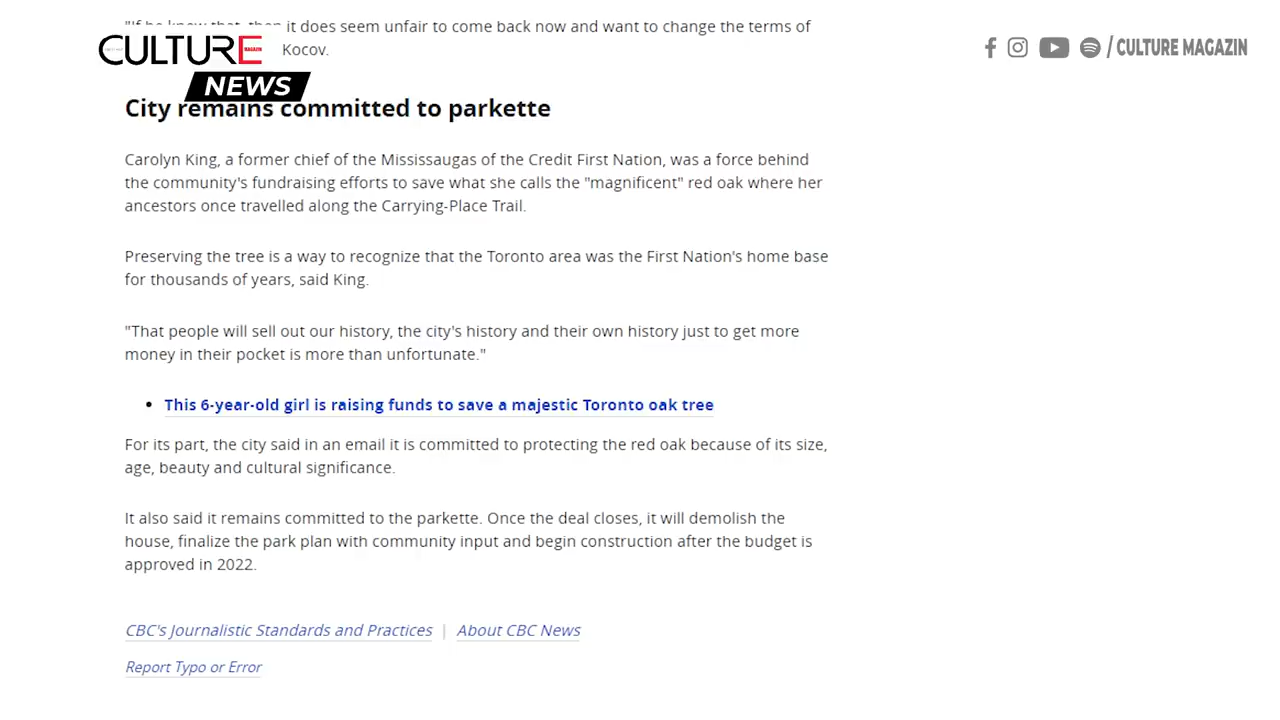 it does seem unfair to come back now and want to change the terms of
Kocov.
CULTURE
MAGAZIN
NEWS
/ CULTURE MAGAZIN
City remains committed to parkette
Carolyn King, a former chief of the Mississaugas of the Credit First Nation, was a force behind
the community's fundraising efforts to save what she calls the "magnificent" red oak where her
ancestors once travelled along the Carrying-Place Trail.
Preserving the tree is a way to recognize that the Toronto area was the First Nation's home base
for thousands of years, said King.
"That people will sell out our history, the city's history and their own history just to get more
money in their pocket is more than unfortunate."
• This 6-year-old girl is raising funds to save a majestic Toronto oak tree
For its part, the city said in an email it is committed to protecting the red oak because of its size,
age, beauty and cultural significance.
It also said it remains committed to the parkette. Once the deal closes, it will demolish the
house, finalize the park plan with community input and begin construction after the budget is
approved in 2022.
CBC's Journalistic Standards and Practices | About CBC News
Report Typo or Error